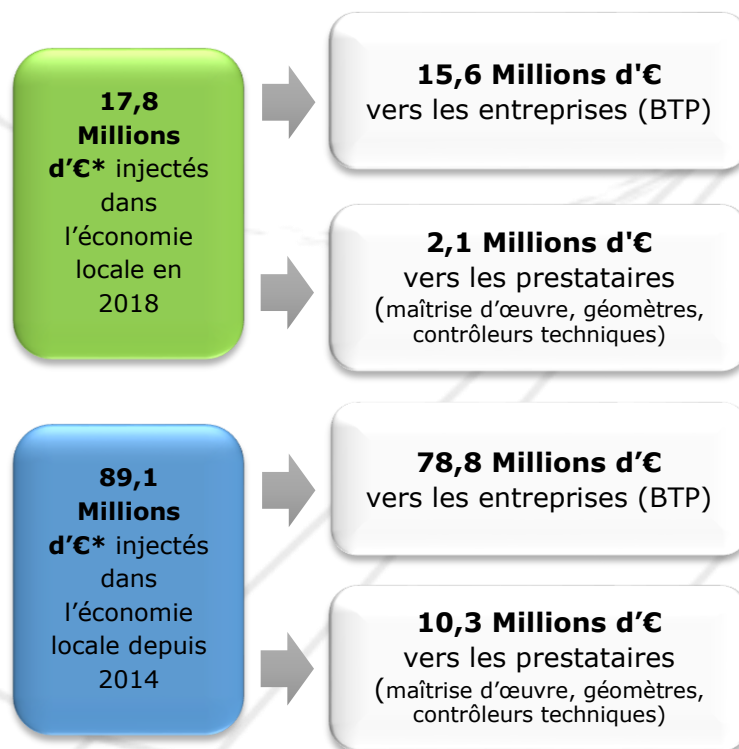 17,8
Millions
d’€* injectés
dans
l’économie
locale en
2018
15,6 Millions d'€
vers les entreprises (BTP)
2,1 Millions d'€
vers les prestataires
(maîtrise d’œuvre, géomètres,
contrôleurs techniques)
89,1
Millions
d’€* injectés
dans
l’économie
locale depuis
2014
78,8 Millions d’€
vers les entreprises (BTP)
10,3 Millions d’€
vers les prestataires
(maîtrise d’œuvre, géomètres,
contrôleurs techniques)